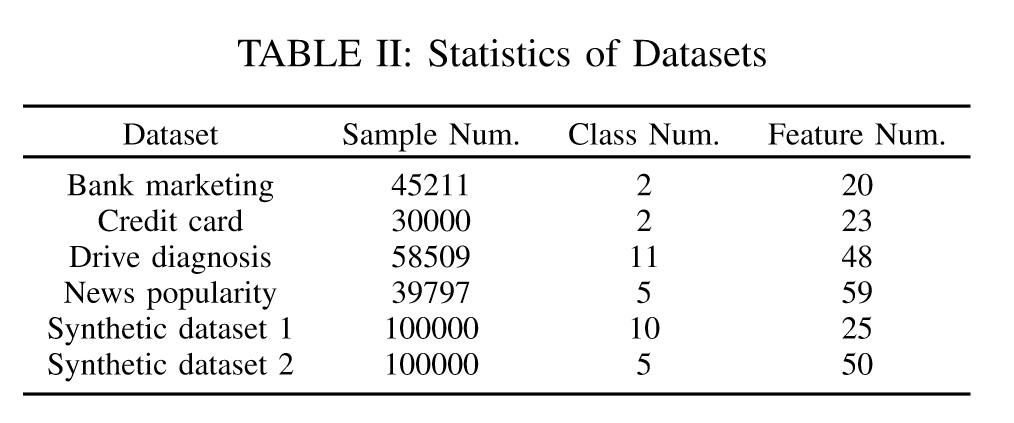 TABLE II: Statistics of Datasets
Dataset Sample Num. Class Num. Feature Num.
Bank marketing 45211 2 20
Credit card 30000 2 23
Drive diagnosis 58509 11 48
News popularity 39797 5 59
Synthetic dataset 1 100000 10 25
Synthetic dataset 2 100000 5 50